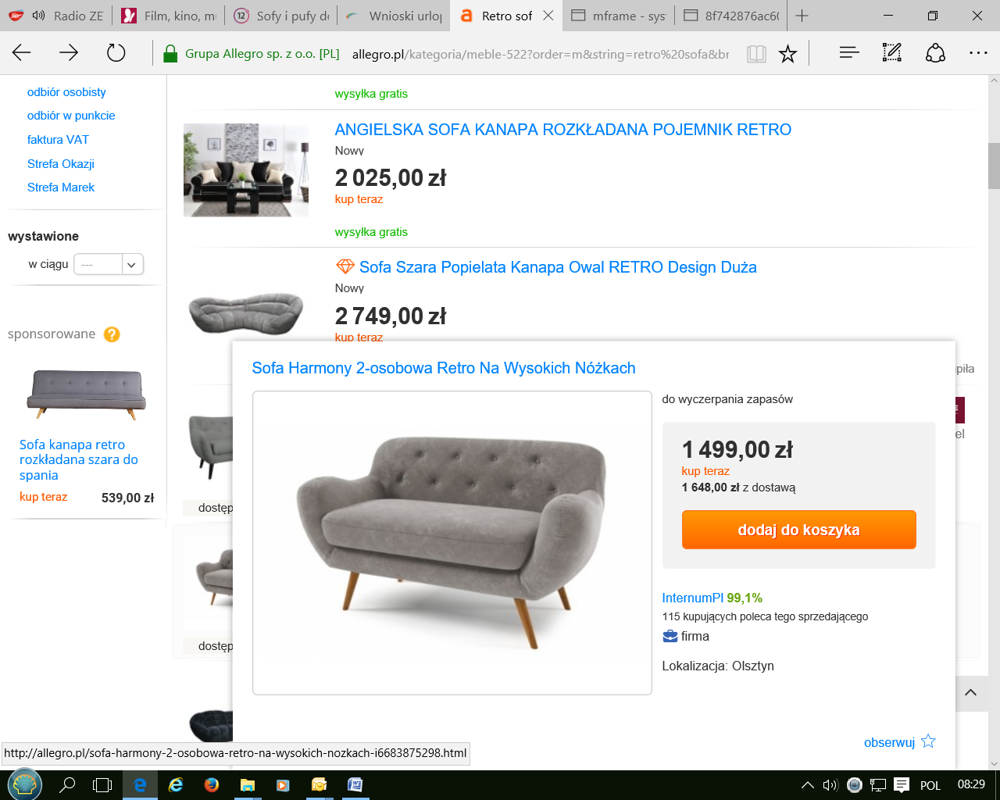 Radio ZE
Film, kino, mu
12
Sofy i pufy do
Wnioski urlop
a
Retro sof
mframe - sys
8f742876ac60
Grupa Allegro sp. z o.o. [PL]
allegro.pl/kategoria/meble-522?order=m&string=retro%20sofa&br
odbiór osobisty
odbiór w punkcie
faktura VAT
Strefa Okazji
Strefa Marek
wystawione
w ciągu
---
sponsorowane
?
Sofa kanapa retro
rozkładana szara do
spania
kup teraz
539,00 zł
wysyłka gratis
ANGIELSKA SOFA KANAPA ROZKŁADANA POJEMNIK RETRO
Nowy
2 025,00 zł
kup teraz
wysyłka gratis
Sofa Szara Popielata Kanapa Owal RETRO Design Duża
Nowy
2 749,00 zł
kup teraz
piła
el
dostęp
dostęp
Sofa Harmony 2-osobowa Retro Na Wysokich Nóżkach
do wyczerpania zapasów
1 499,00 zł
kup teraz
1 648,00 zł z dostawą
dodaj do koszyka
InternumPl 99,1%
115 kupujących poleca tego sprzedającego
firma
Lokalizacja: Olsztyn
obserwuj
http://allegro.pl/sofa-harmony-2-osobowa-retro-na-wysokich-nozkach-i6683875298.html
POL
08:29